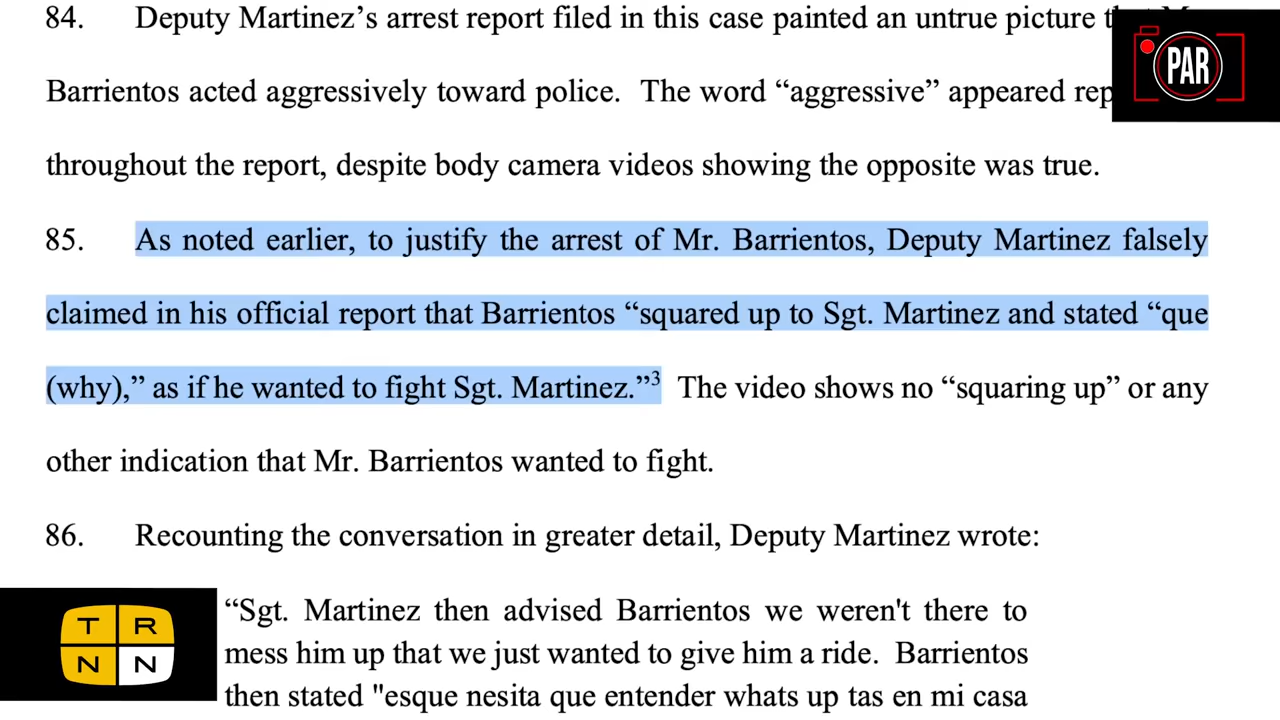 84. Deputy Martinez’s arrest report filed in this case painted an untrue picture
PAR
Barrientos acted aggressively toward police. The word “aggressive” appeared
throughout the report, despite body camera videos showing the opposite was true.
85. As noted earlier, to justify the arrest of Mr. Barrientos, Deputy Martinez falsely
claimed in his official report that Barrientos “squared up to Sgt. Martinez and stated “que
(why),” as if he wanted to fight Sgt. Martinez.”³ The video shows no “squaring up” or any
other indication that Mr. Barrientos wanted to fight.
86. Recounting the conversation in greater detail, Deputy Martinez wrote:
“Sgt. Martinez then advised Barrientos we weren't there to
mess him up that we just wanted to give him a ride. Barrientos
then stated "esque nesita que entender whats up tas en mi casa
T R
N N